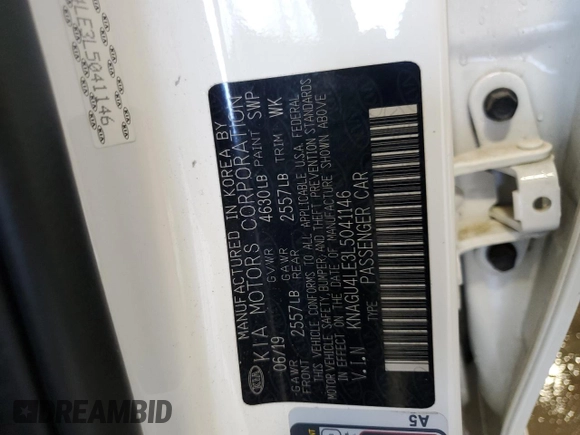 MANUFACTURED IN KOREA BY
KIA MOTORS CORPORATION
06/19 GVWR 4630LB PAINT SWP
GAWR FRONT 2557LB GAWR REAR 2557LB TRIM WK
THIS VEHICLE CONFORMS TO ALL APPLICABLE U.S.A. FEDERAL
MOTOR VEHICLE SAFETY, BUMPER, AND THEFT PREVENTION STANDARDS
IN EFFECT ON THE DATE OF MANUFACTURE SHOWN ABOVE
V.I.N KNAGU4LE3L5041146
TYPE: PASSENGER CAR
KIA
LE3L5041146
A5
DREAMBID